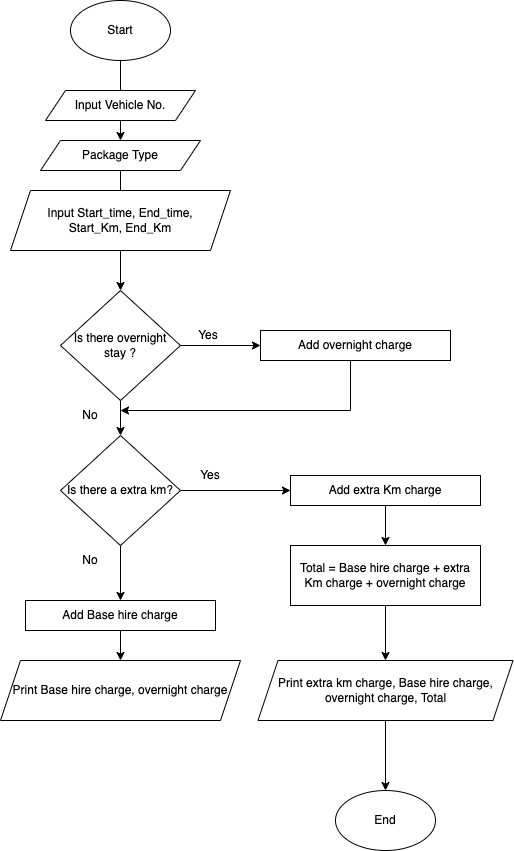 Start
Input Vehicle No.
Package Type
Input Start_time, End_time,
Start_Km, End_Km
Is there overnight
stay ?
Yes
Add overnight charge
No
Is there a extra km?
Yes
Add extra Km charge
No
Total = Base hire charge + extra
Km charge + overnight charge
Add Base hire charge
Print Base hire charge, overnight charge
Print extra km charge, Base hire charge,
overnight charge, Total
End